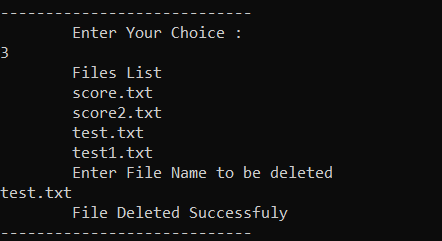 ----------------------------
Enter Your Choice :
3
Files List
score.txt
score2.txt
test.txt
test1.txt
Enter File Name to be deleted
test.txt
File Deleted Successfuly
----------------------------